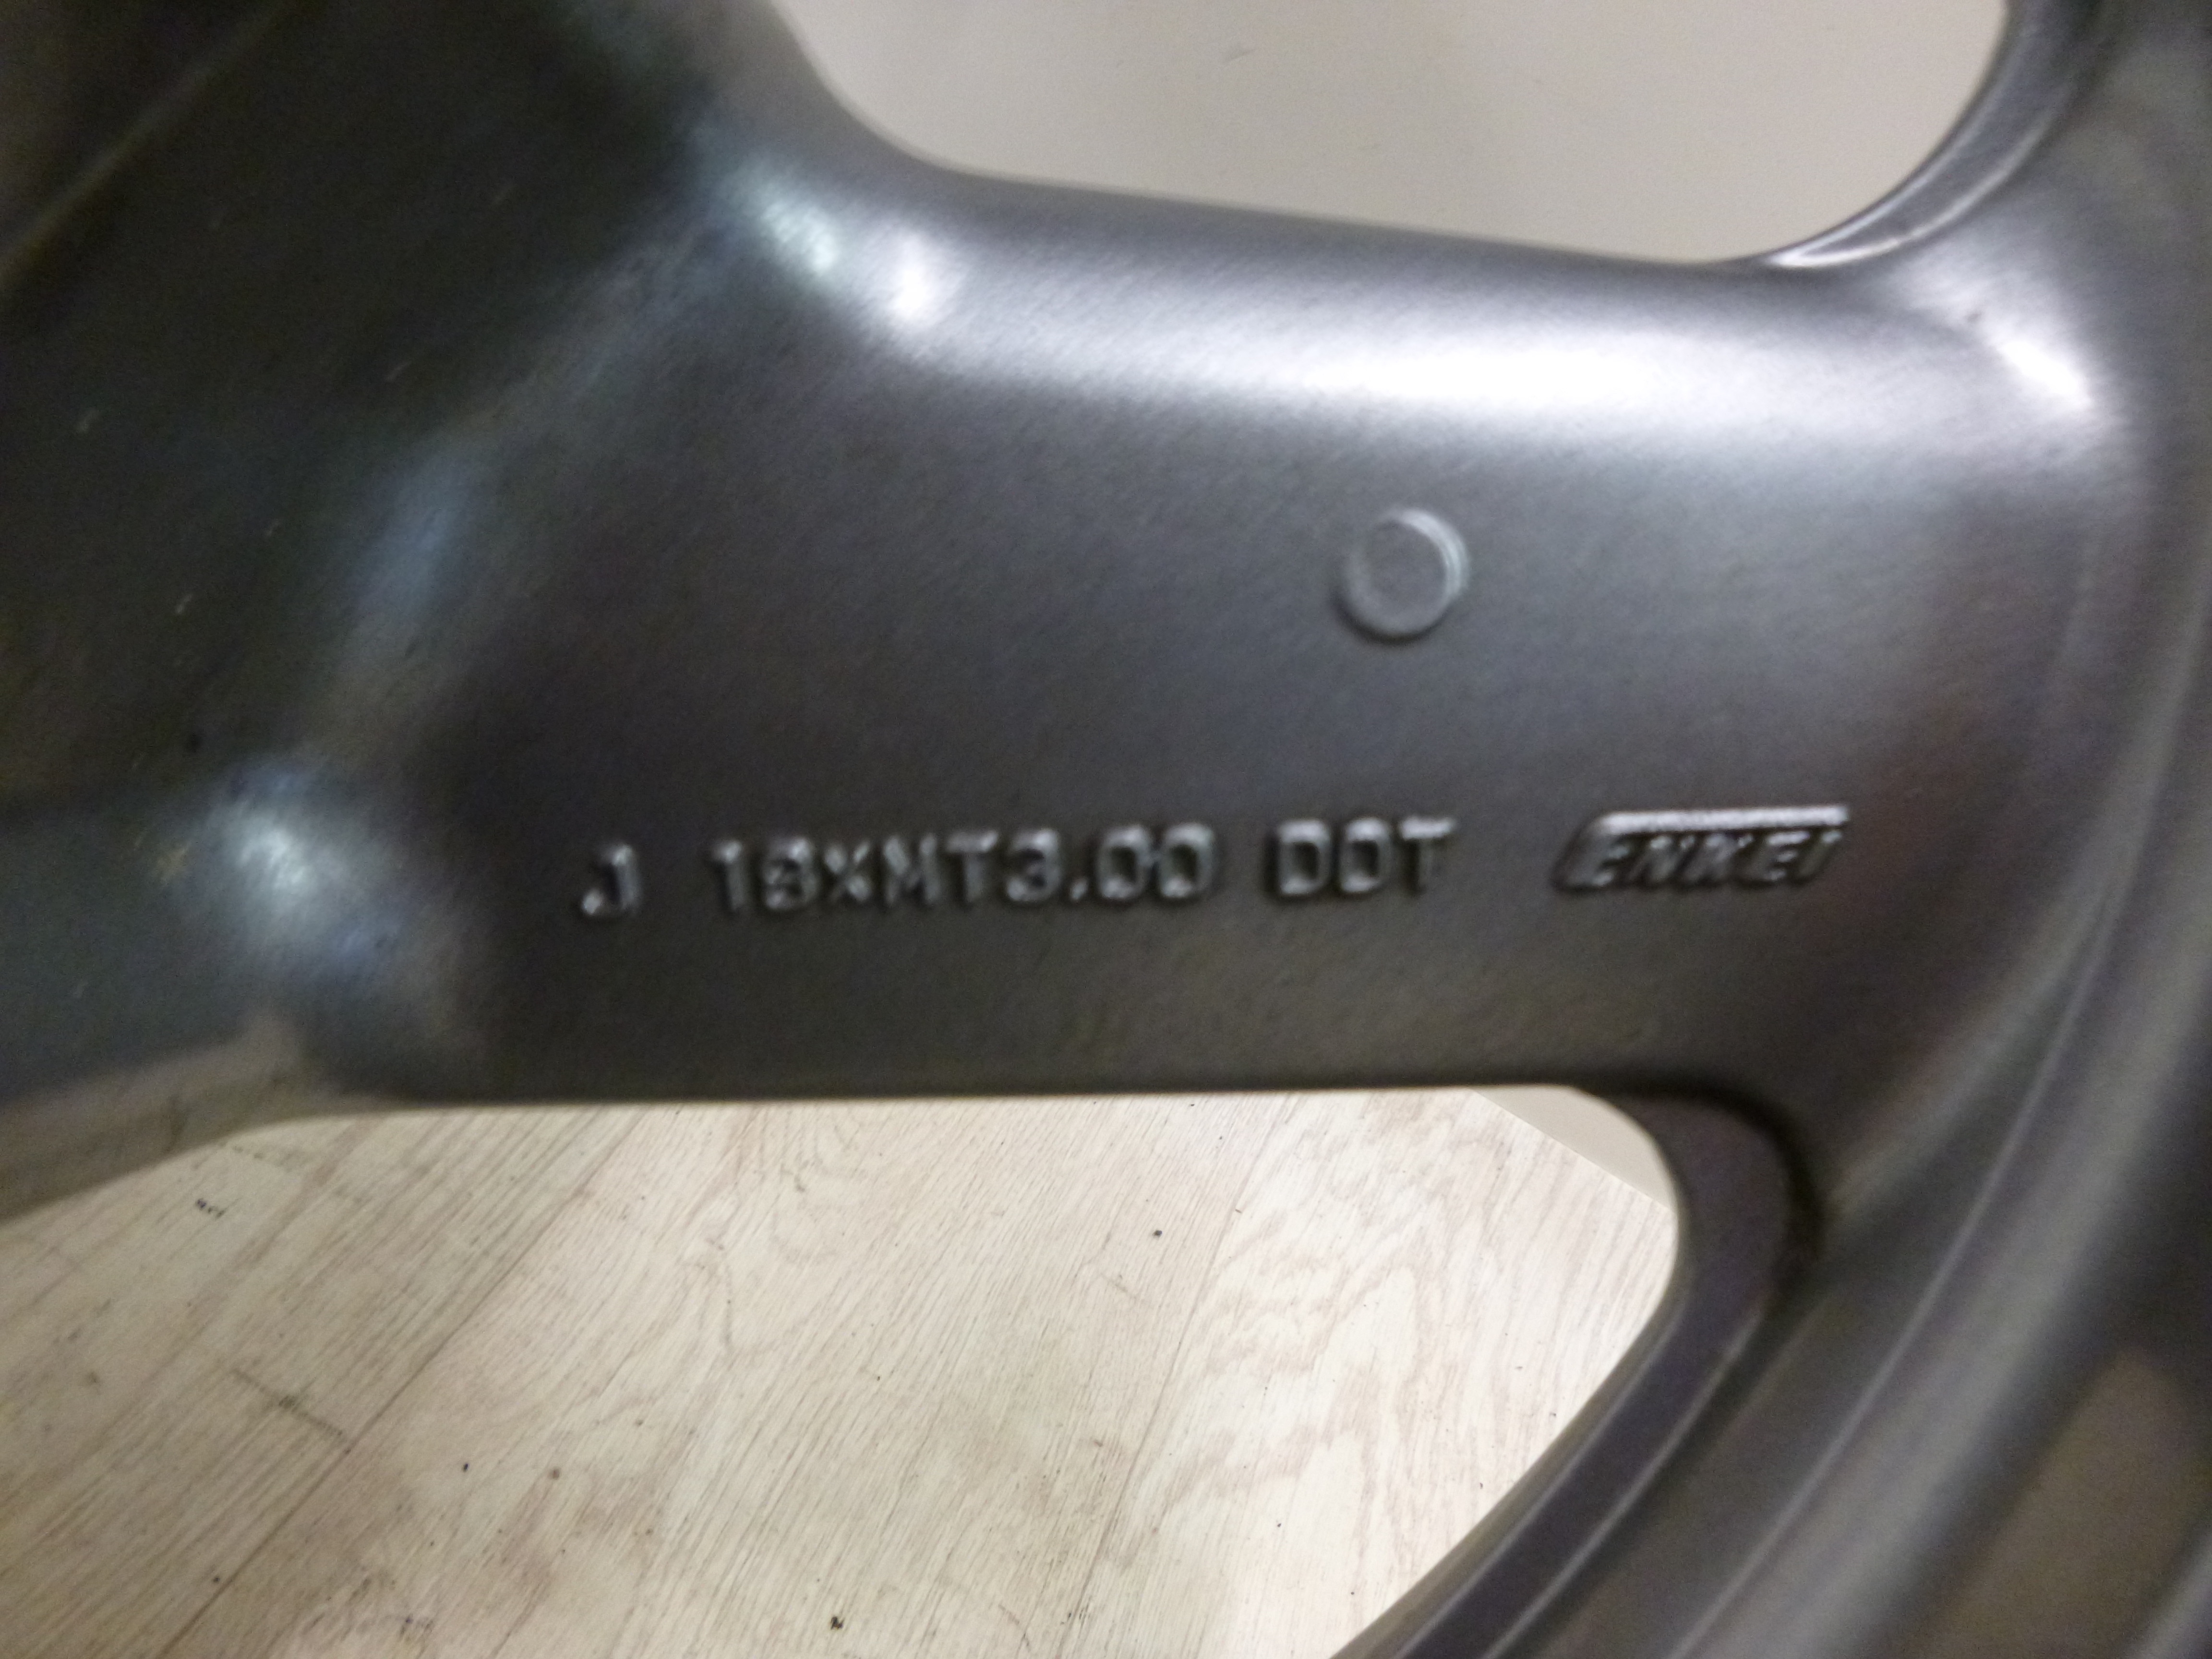 J 18xMT3.00 DOT ENKEI